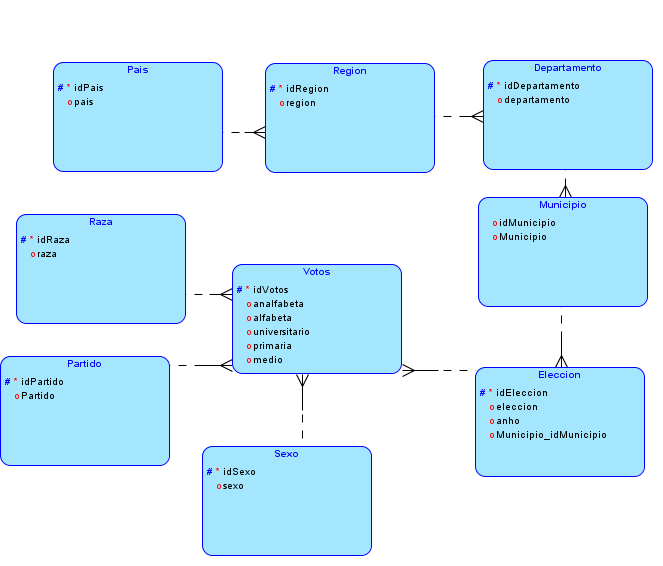 Pais
# * idPais
o pais
Region
# * idRegion
o region
Departamento
# * idDepartamento
o departamento
Raza
# * idRaza
o raza
Municipio
o idMunicipio
o Municipio
Votos
# * idVotos
o analfabeta
o alfabeta
o universitario
o primaria
o medio
Partido
# * idPartido
o Partido
Eleccion
# * idEleccion
o eleccion
o anho
o Municipio_idMunicipio
Sexo
# * idSexo
o sexo